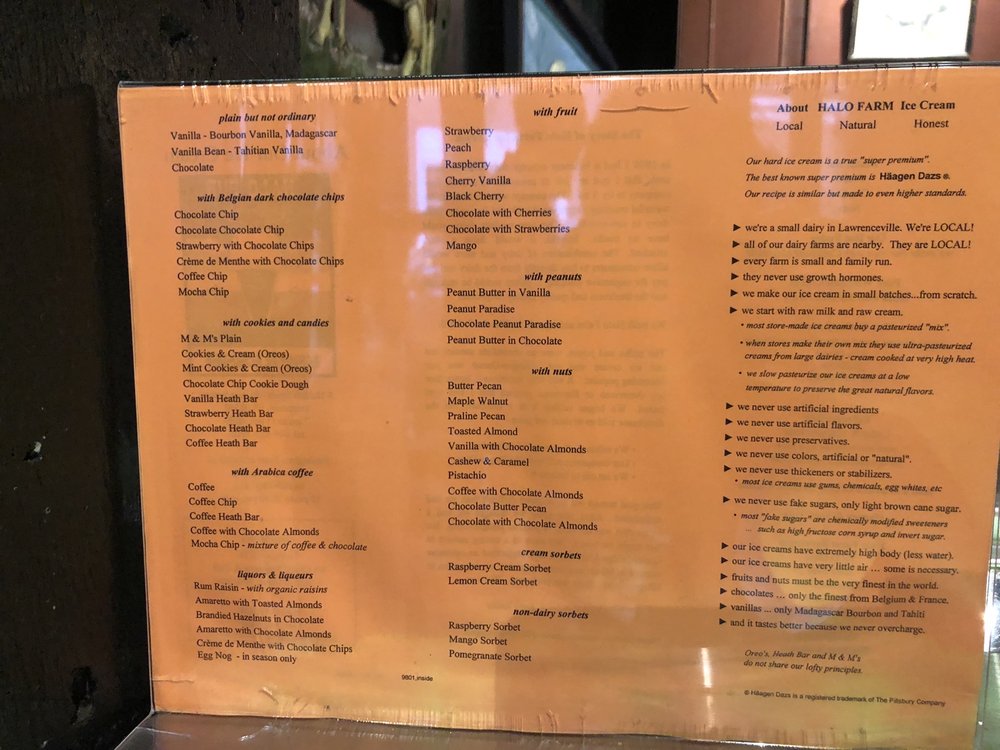 plain but not ordinary
Vanilla - Bourbon Vanilla, Madagascar
Vanilla Bean - Tahitian Vanilla
Chocolate
with Belgian dark chocolate chips
Chocolate Chip
Chocolate Chocolate Chip
Strawberry with Chocolate Chips
Crème de Menthe with Chocolate Chips
Coffee Chip
Mocha Chip
with cookies and candies
M & M's Plain
Cookies & Cream (Oreos)
Mint Cookies & Cream (Oreos)
Chocolate Chip Cookie Dough
Vanilla Heath Bar
Strawberry Heath Bar
Chocolate Heath Bar
Coffee Heath Bar
with Arabica coffee
Coffee
Coffee Chip
Coffee Heath Bar
Coffee with Chocolate Almonds
Mocha Chip - mixture of coffee & chocolate
liquors & liqueurs
Rum Raisin - with organic raisins
Amaretto with Toasted Almonds
Brandied Hazelnuts in Chocolate
Amaretto with Chocolate Almonds
Crème de Menthe with Chocolate Chips
Egg Nog - in season only
with fruit
Strawberry
Peach
Raspberry
Cherry Vanilla
Black Cherry
Chocolate with Cherries
Chocolate with Strawberries
Mango
with peanuts
Peanut Butter in Vanilla
Peanut Paradise
Chocolate Peanut Paradise
Peanut Butter in Chocolate
with nuts
Butter Pecan
Maple Walnut
Praline Pecan
Toasted Almond
Vanilla with Chocolate Almonds
Cashew & Caramel
Pistachio
Coffee with Chocolate Almonds
Chocolate Butter Pecan
Chocolate with Chocolate Almonds
cream sorbets
Raspberry Cream Sorbet
Lemon Cream Sorbet
non-dairy sorbets
Raspberry Sorbet
Mango Sorbet
Pomegranate Sorbet
9801,inside
About HALO FARM Ice Cream
Local Natural Honest
Our hard ice cream is a true "super premium".
The best known super premium is Häagen Dazs ®.
Our recipe is similar but made to even higher standards.
► we're a small dairy in Lawrenceville. We're LOCAL!
► all of our dairy farms are nearby. They are LOCAL!
► every farm is small and family run.
► they never use growth hormones.
► we make our ice cream in small batches...from scratch.
► we start with raw milk and raw cream.
• most store-made ice creams buy a pasteurized "mix".
• when stores make their own mix they use ultra-pasteurized
creams from large dairies - cream cooked at very high heat.
• we slow pasteurize our ice creams at a low
temperature to preserve the great natural flavors.
► we never use artificial ingredients
► we never use artificial flavors.
► we never use preservatives.
► we never use colors, artificial or "natural".
► we never use thickeners or stabilizers.
• most ice creams use gums, chemicals, egg whites, etc
► we never use fake sugars, only light brown cane sugar.
• most "fake sugars" are chemically modified sweeteners
... such as high fructose corn syrup and invert sugar.
► our ice creams have extremely high body (less water).
► our ice creams have very little air ... some is necessary.
► fruits and nuts must be the very finest in the world.
► chocolates ... only the finest from Belgium & France.
► vanillas ... only Madagascar Bourbon and Tahiti
► and it tastes better because we never overcharge.
Oreo's, Heath Bar and M & M's
do not share our lofty principles.
® Häagen Dazs is a registered trademark of The Pillsbury Company